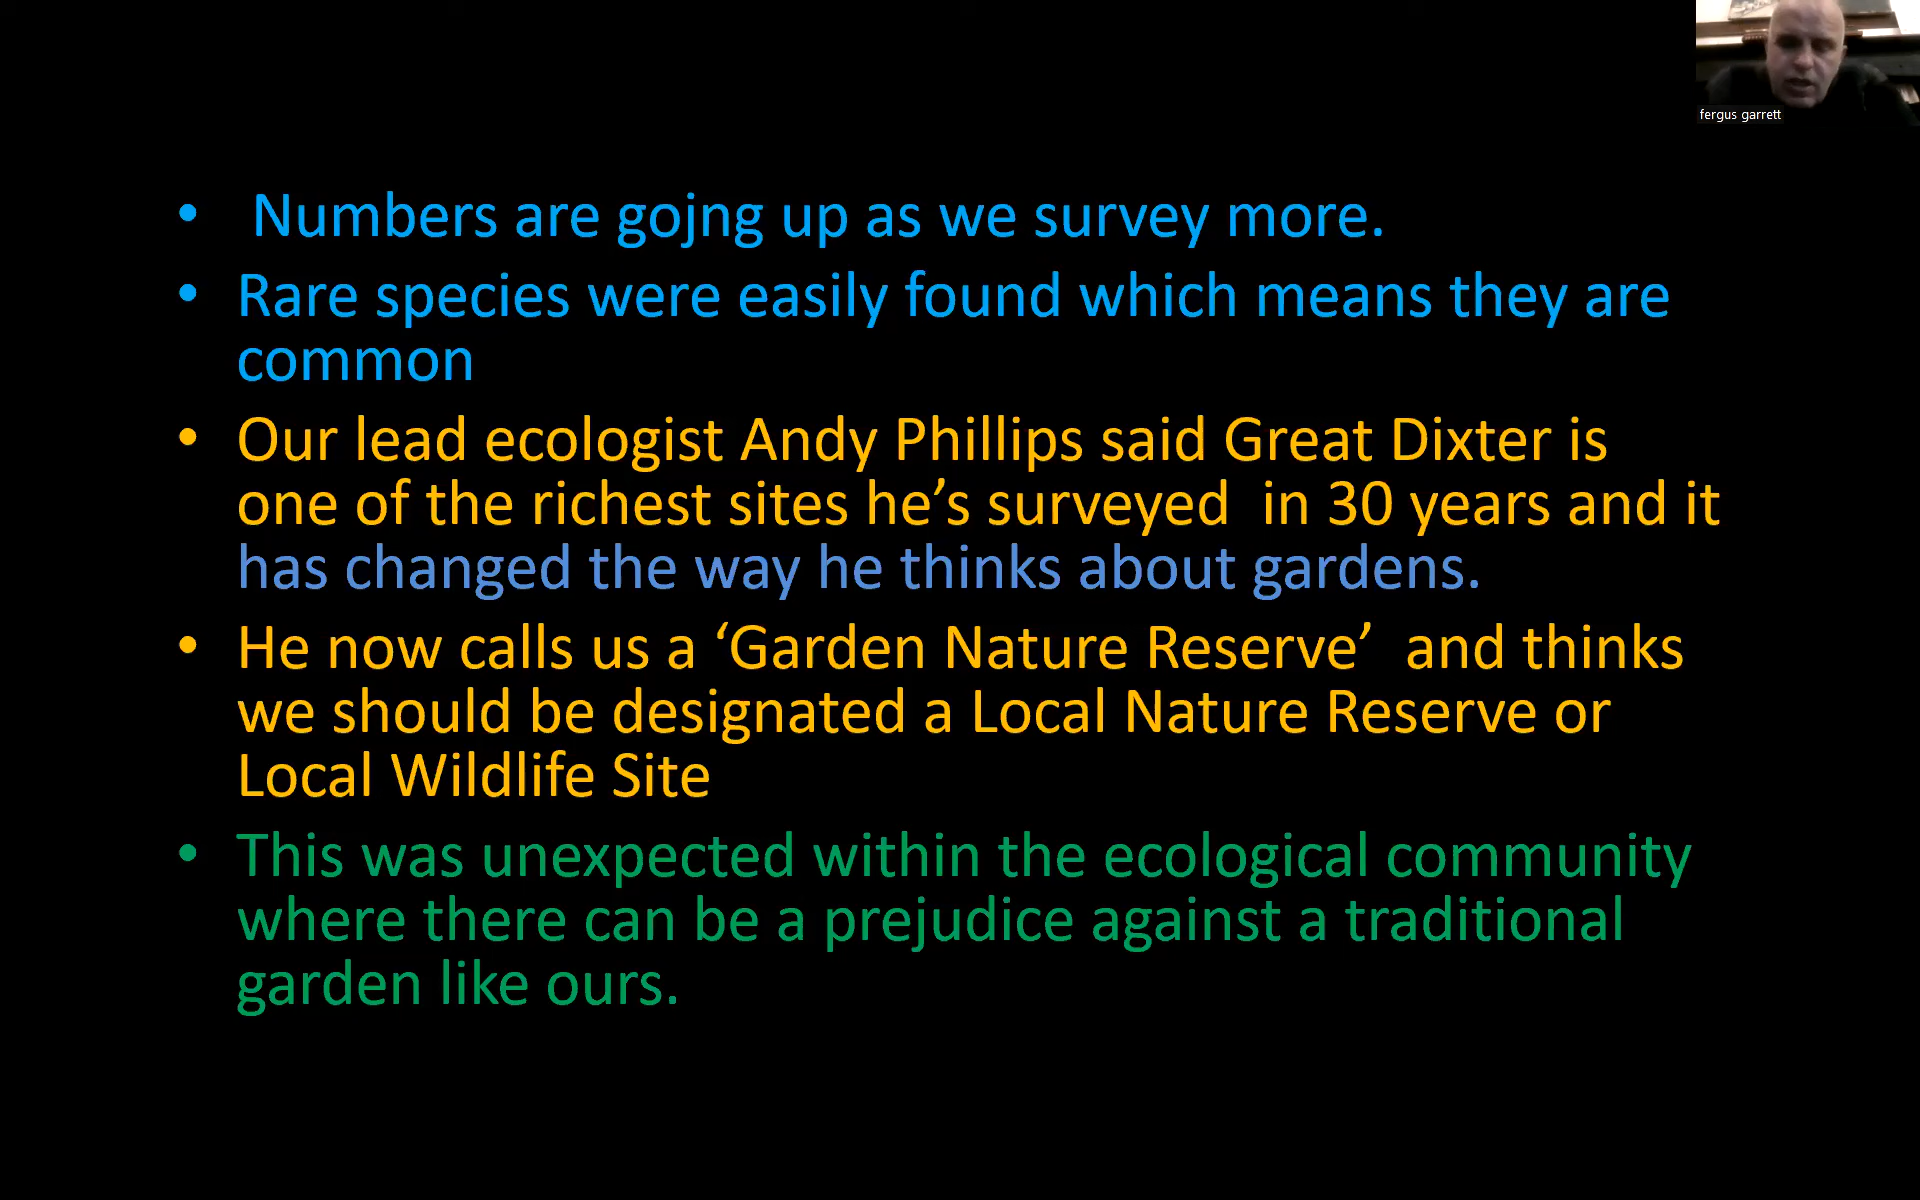 fergus garrett
• Numbers are gojng up as we survey more.
• Rare species were easily found which means they are
common
• Our lead ecologist Andy Phillips said Great Dixter is
one of the richest sites he’s surveyed  in 30 years and it
has changed the way he thinks about gardens.
• He now calls us a ‘Garden Nature Reserve’  and thinks
we should be designated a Local Nature Reserve or
Local Wildlife Site
• This was unexpected within the ecological community
where there can be a prejudice against a traditional
garden like ours.